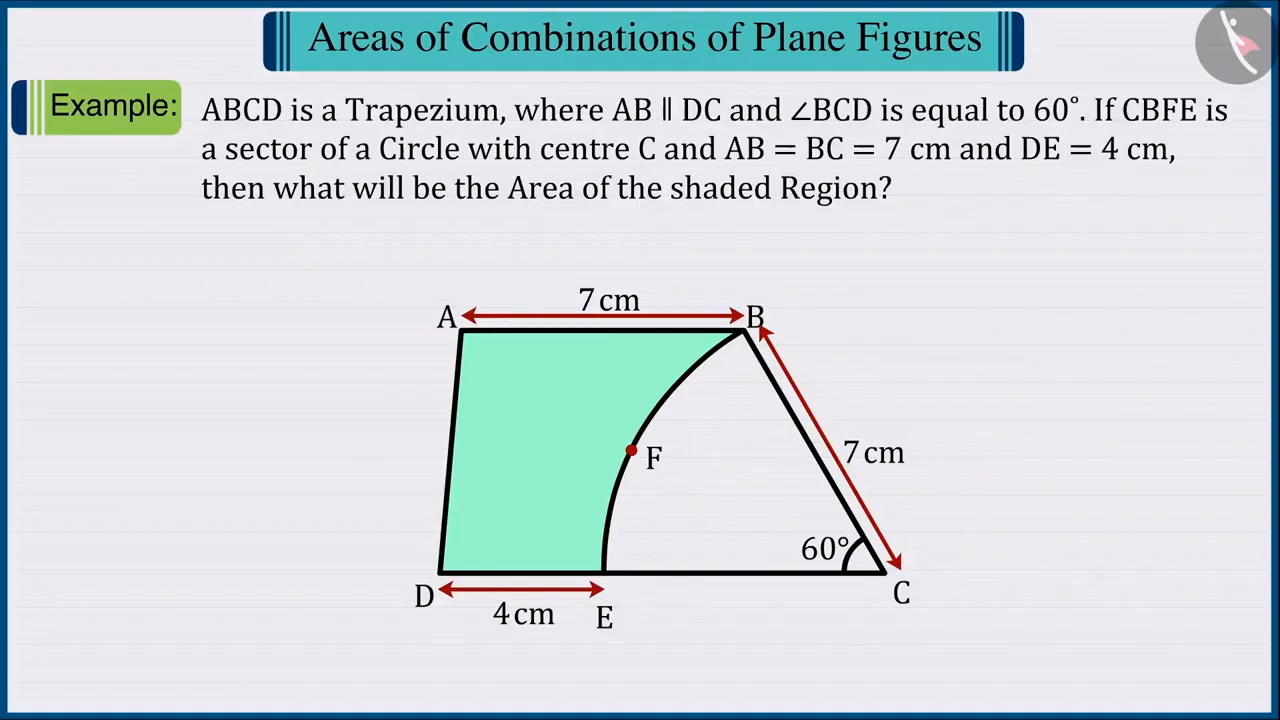 Areas of Combinations of Plane Figures
Example:
ABCD is a Trapezium, where AB ∥ DC and ∠BCD is equal to 60°. If CBFE is
a sector of a Circle with centre C and AB = BC = 7 cm and DE = 4 cm,
then what will be the Area of the shaded Region?
7 cm
A
B
F
7 cm
60°
D
C
4 cm
E